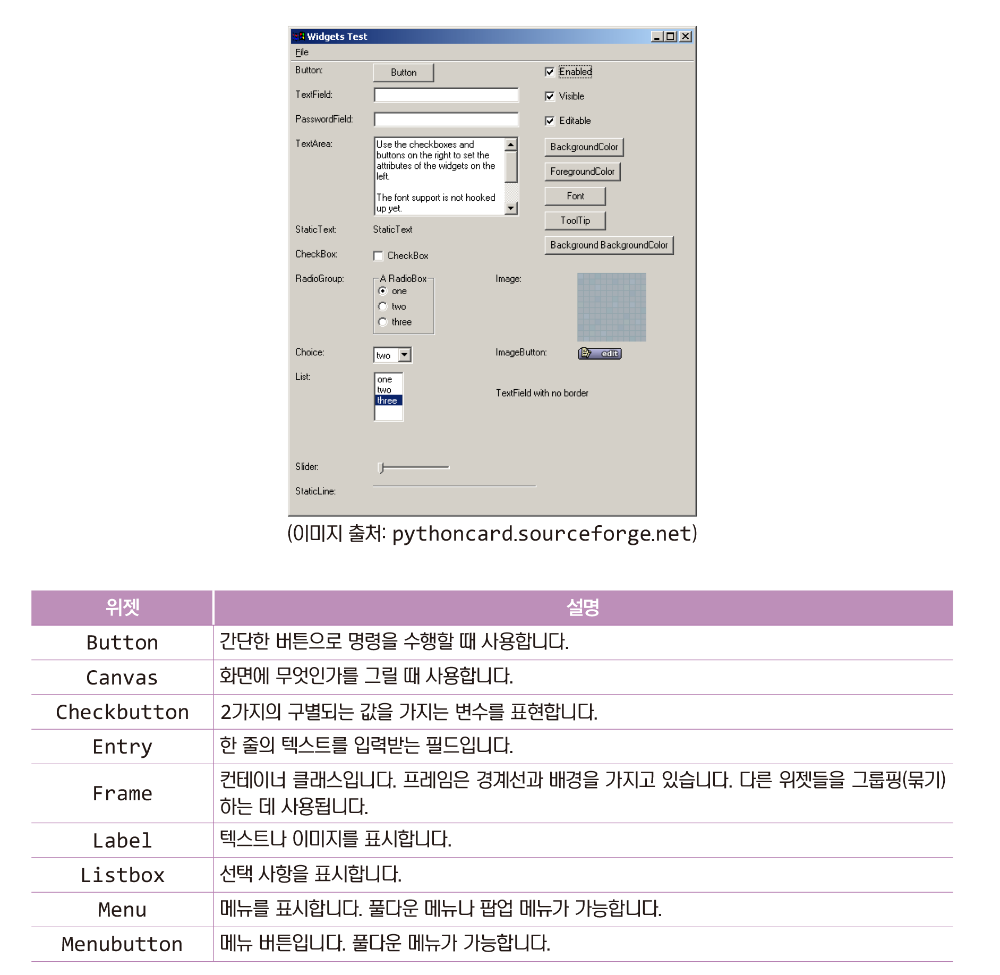 Widgets Test
File
Button: Button Enabled
TextField: Visible
PasswordField: Editable
TextArea: Use the checkboxes and
buttons on the right to set the
attributes of the widgets on the
left.
The font support is not hooked
up yet.
BackgroundColor
ForegroundColor
Font
ToolTip
Background BackgroundColor
StaticText: StaticText
CheckBox: CheckBox
RadioGroup: A RadioBox
one
two
three
Image:
Choice: two
ImageButton: edit
List: one
two
three
TextField with no border
Slider:
StaticLine:
(이미지 출처: pythoncard.sourceforge.net)
위젯 설명
Button 간단한 버튼으로 명령을 수행할 때 사용합니다.
Canvas 화면에 무엇인가를 그릴 때 사용합니다.
Checkbutton 2가지의 구별되는 값을 가지는 변수를 표현합니다.
Entry 한 줄의 텍스트를 입력받는 필드입니다.
Frame 컨테이너 클래스입니다. 프레임은 경계선과 배경을 가지고 있습니다. 다른 위젯들을 그룹핑(묶기)
하는 데 사용됩니다.
Label 텍스트나 이미지를 표시합니다.
Listbox 선택 사항을 표시합니다.
Menu 메뉴를 표시합니다. 풀다운 메뉴나 팝업 메뉴가 가능합니다.
Menubutton 메뉴 버튼입니다. 풀다운 메뉴가 가능합니다.